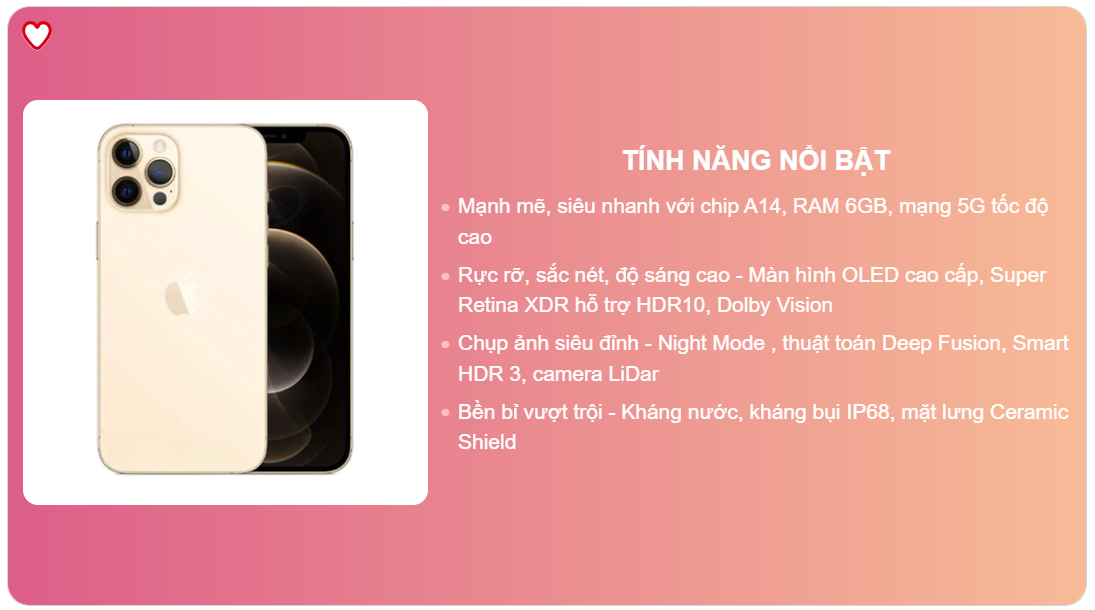 TÍNH NĂNG NỔI BẬT
Mạnh mẽ, siêu nhanh với chip A14, RAM 6GB, mạng 5G tốc độ
cao
Rực rỡ, sắc nét, độ sáng cao - Màn hình OLED cao cấp, Super
Retina XDR hỗ trợ HDR10, Dolby Vision
Chụp ảnh siêu đỉnh - Night Mode , thuật toán Deep Fusion, Smart
HDR 3, camera LiDar
Bền bỉ vượt trội - Kháng nước, kháng bụi IP68, mặt lưng Ceramic
Shield